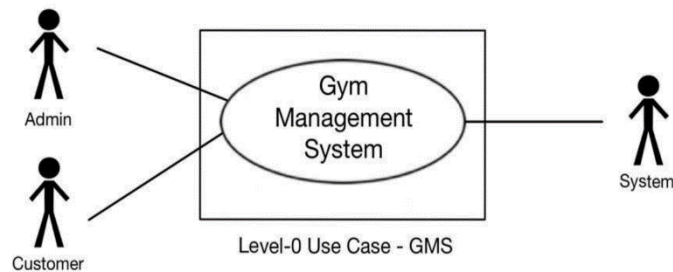 Admin
Customer
Gym
Management
System
System
Level-0 Use Case - GMS